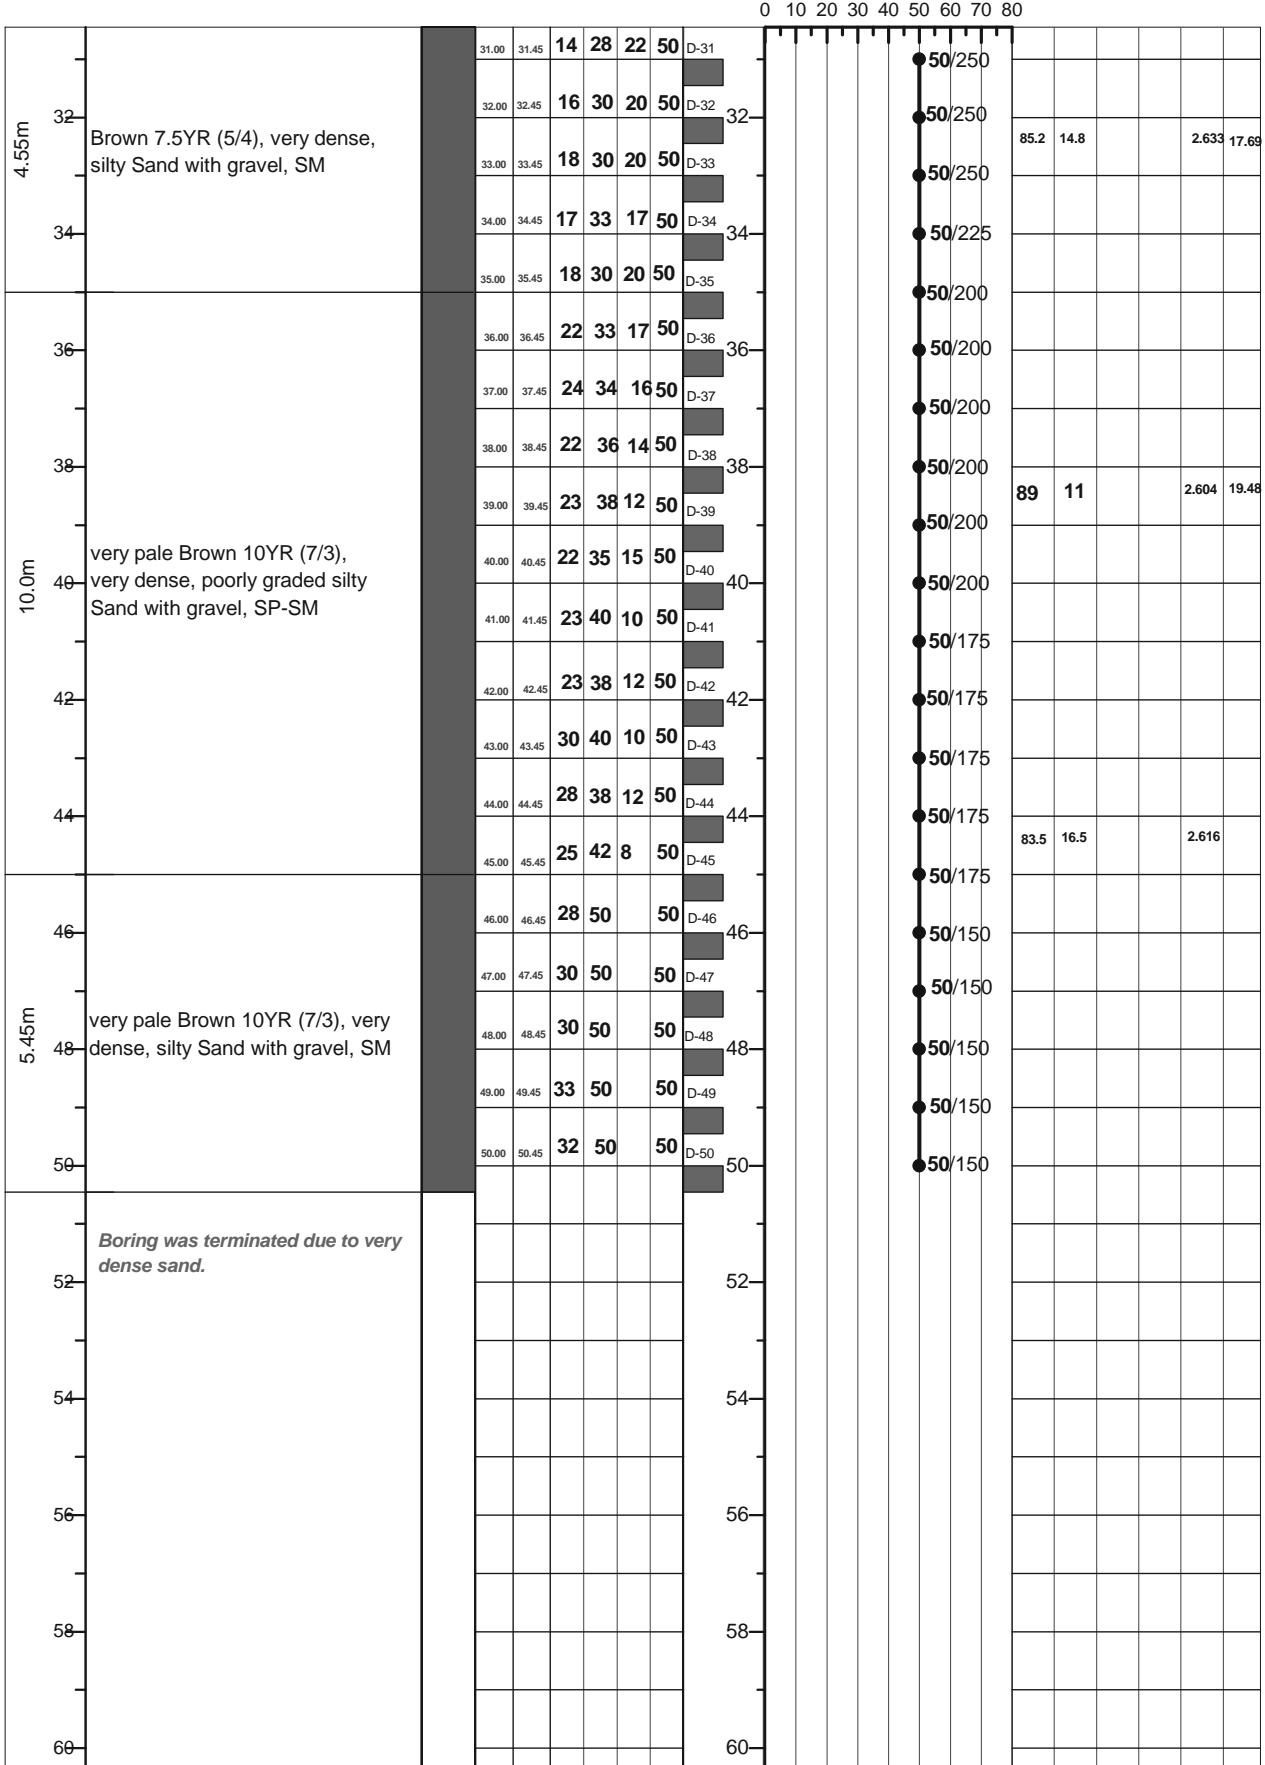 0 10 20 30 40 50 60 70 80
31.00 31.45 14 28 22 50 D-31
50/250
32 32.00 32.45 16 30 20 50 D-32 32
50/250
4.55m
Brown 7.5YR (5/4), very dense,
silty Sand with gravel, SM
85.2 14.8 2.633 17.69
33.00 33.45 18 30 20 50 D-33
50/250
34 34.00 34.45 17 33 17 50 D-34 34
50/225
35.00 35.45 18 30 20 50 D-35
50/200
36 36.00 36.45 22 33 17 50 D-36 36
50/200
37.00 37.45 24 34 16 50 D-37
50/200
38 38.00 38.45 22 36 14 50 D-38 38
50/200
89 11 2.604 19.48
39.00 39.45 23 38 12 50 D-39
50/200
10.0m
very pale Brown 10YR (7/3),
very dense, poorly graded silty
Sand with gravel, SP-SM
40 40.00 40.45 22 35 15 50 D-40 40
50/200
41.00 41.45 23 40 10 50 D-41
50/175
42 42.00 42.45 23 38 12 50 D-42 42
50/175
43.00 43.45 30 40 10 50 D-43
50/175
44 44.00 44.45 28 38 12 50 D-44 44
50/175
83.5 16.5 2.616
45.00 45.45 25 42 8 50 D-45
50/175
46 46.00 46.45 28 50 50 D-46 46
50/150
47.00 47.45 30 50 50 D-47
50/150
5.45m
very pale Brown 10YR (7/3), very
dense, silty Sand with gravel, SM
48 48.00 48.45 30 50 50 D-48 48
50/150
49.00 49.45 33 50 50 D-49
50/150
50 50.00 50.45 32 50 50 D-50 50
50/150
Boring was terminated due to very
dense sand.
52 52
54 54
56 56
58 58
60 60